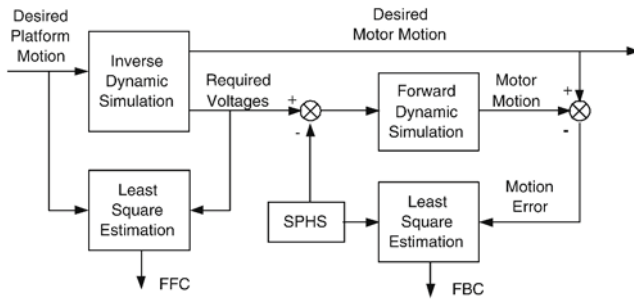 Desired
Platform
Motion
Inverse
Dynamic
Simulation
Desired
Motor Motion
Required
Voltages
+
-
Forward
Dynamic
Simulation
Motor
Motion
+
-
Least
Square
Estimation
SPHS
Least
Square
Estimation
Motion
Error
FFC
FBC